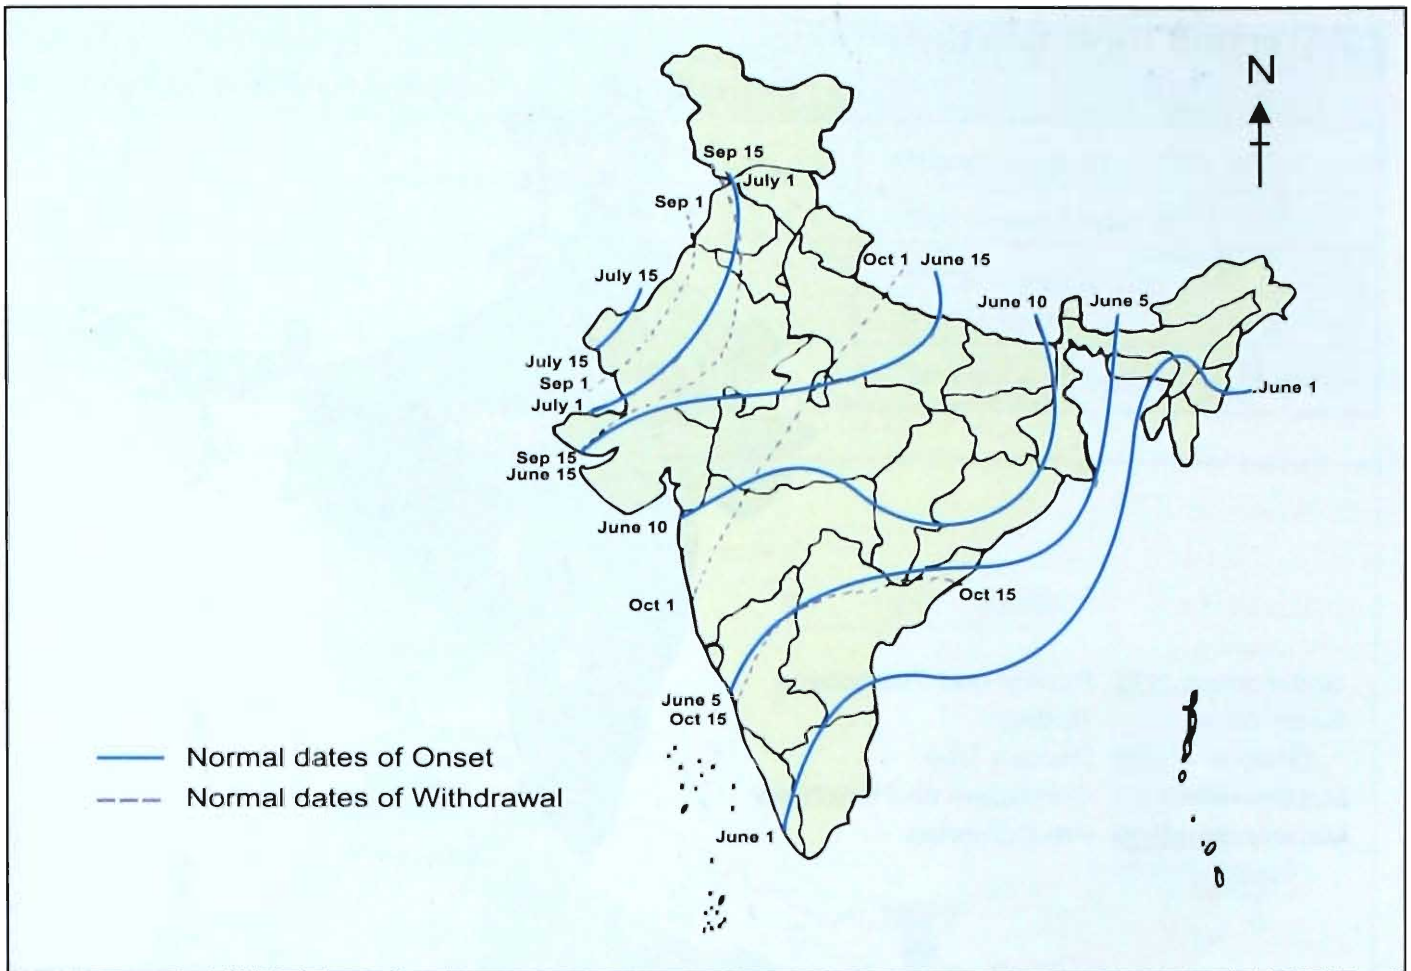 N
Sep 15
July 1
Sep 1
Oct 1 June 15
July 15
June 10 June 5
July 15
Sep 1
June 1
July 1
Sep 15
June 15
June 10
Oct 15
Oct 1
June 5
Oct 15
Normal dates of Onset
Normal dates of Withdrawal
June 1